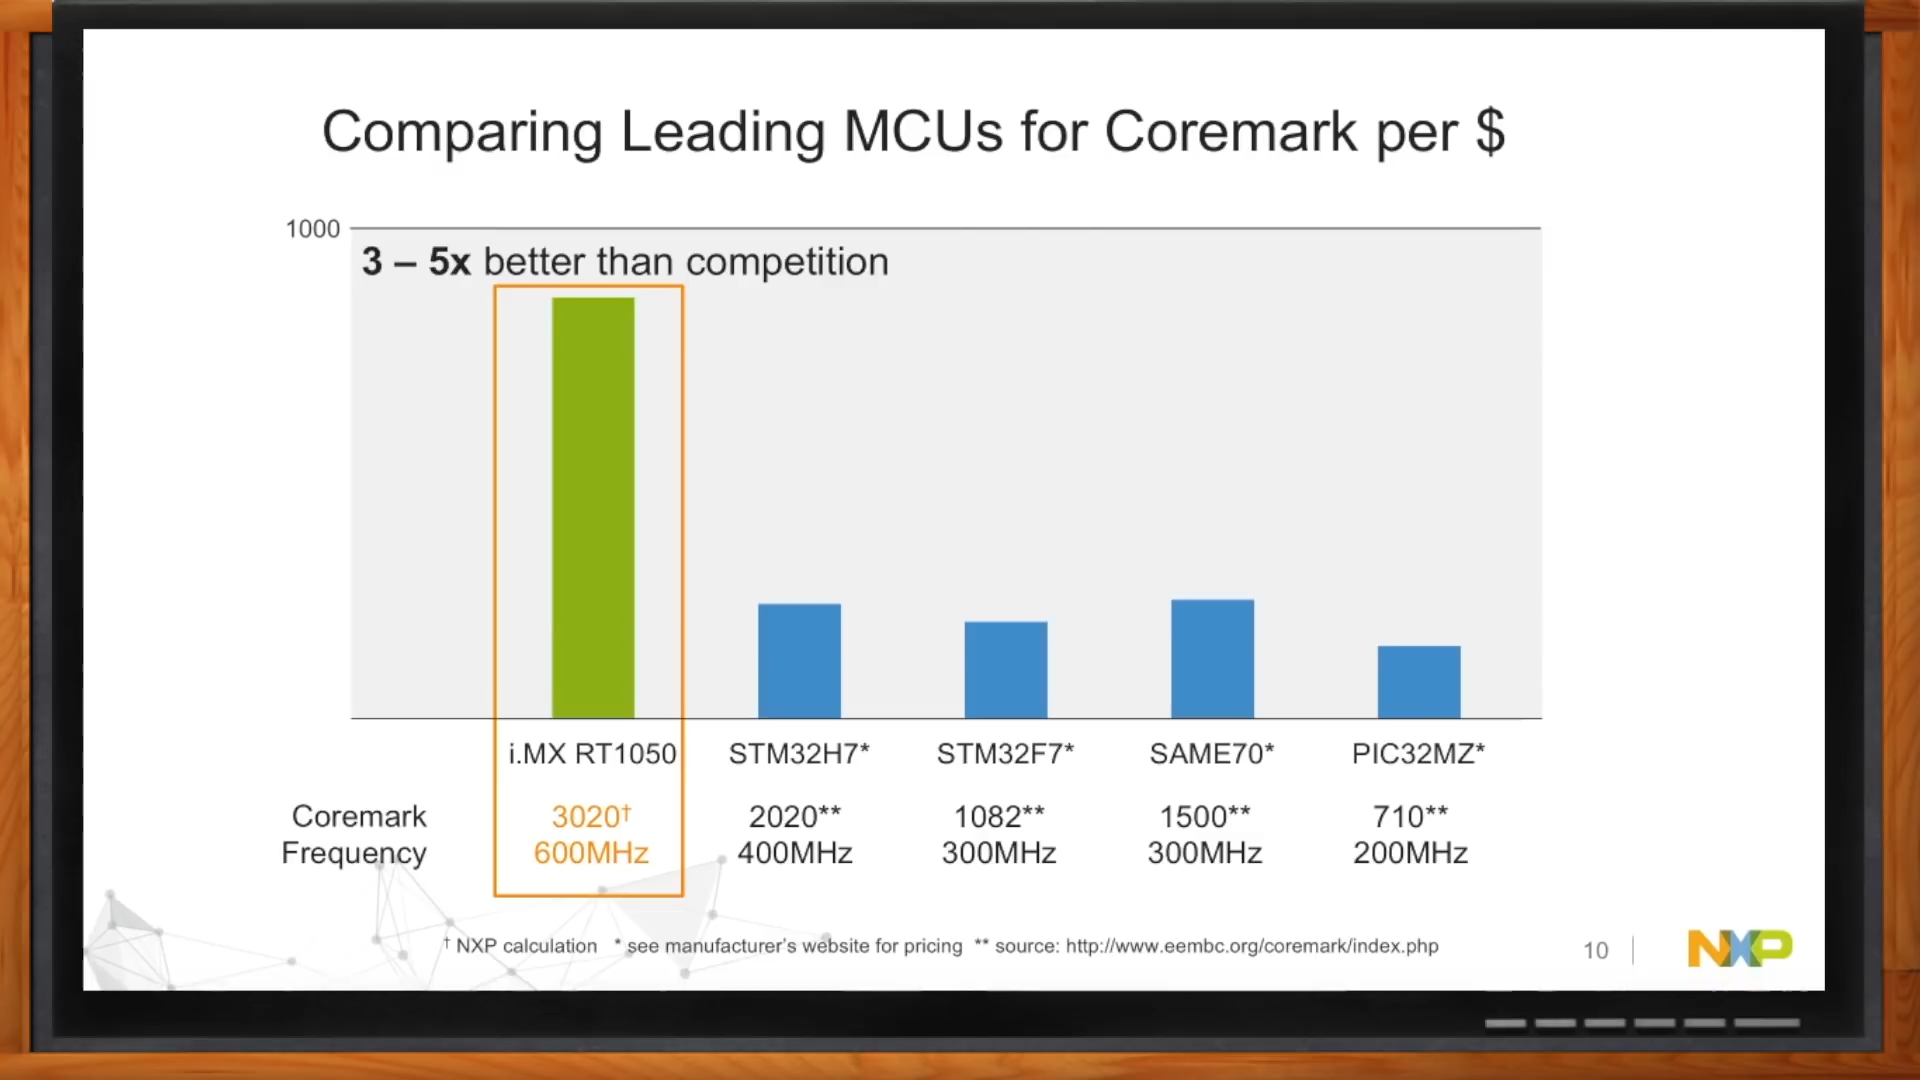 Comparing Leading MCUs for Coremark per $
1000
3 – 5x better than competition
i.MX RT1050 STM32H7* STM32F7* SAME70* PIC32MZ*
Coremark 3020† 2020** 1082** 1500** 710**
Frequency 600MHz 400MHz 300MHz 300MHz 200MHz
† NXP calculation * see manufacturer's website for pricing ** source: http://www.eembc.org/coremark/index.php
10
NXP